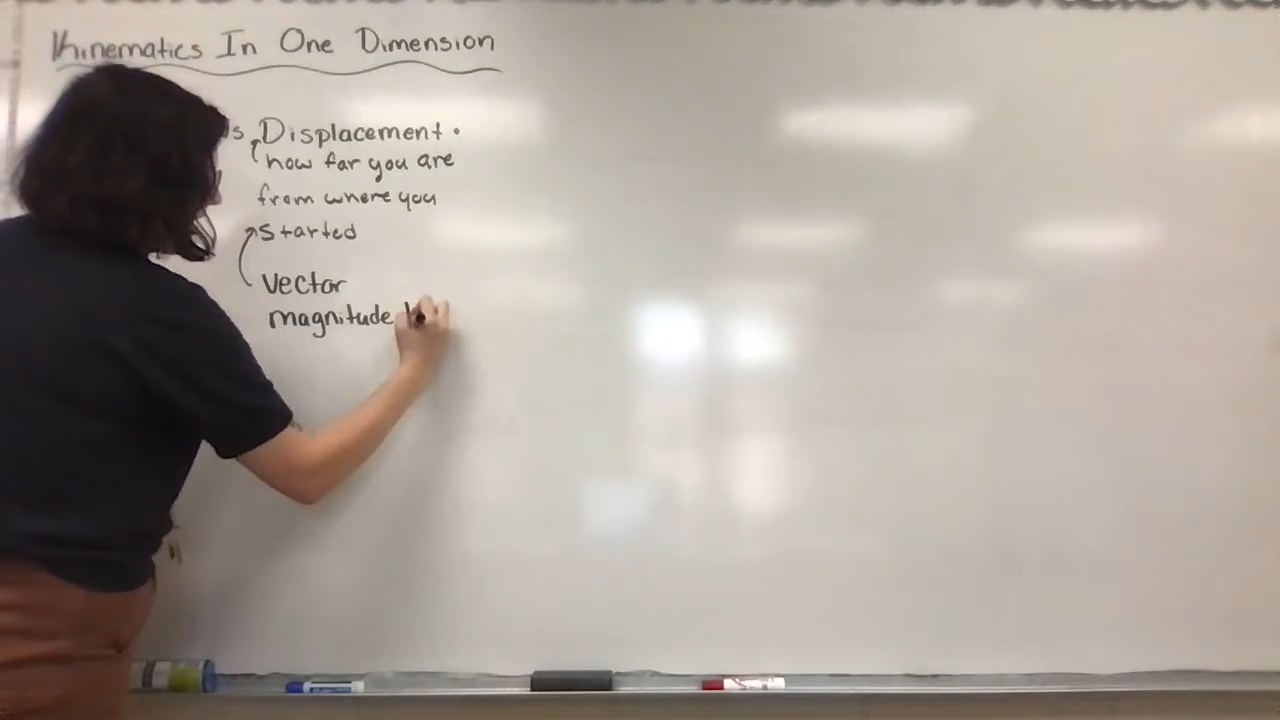 Kinematics In One Dimension
s Displacement •
how far you are
from where you
started
vector
magnitude